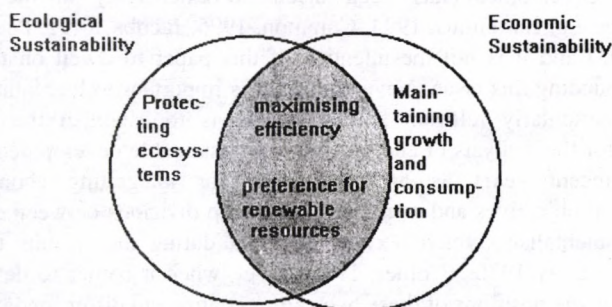 Ecological
Sustainability
Economic
Sustainability
Protec-
ting
ecosys-
tems
maximising
efficiency
preference for
renewable
resources
Main-
taining
growth
and
consump-
tion